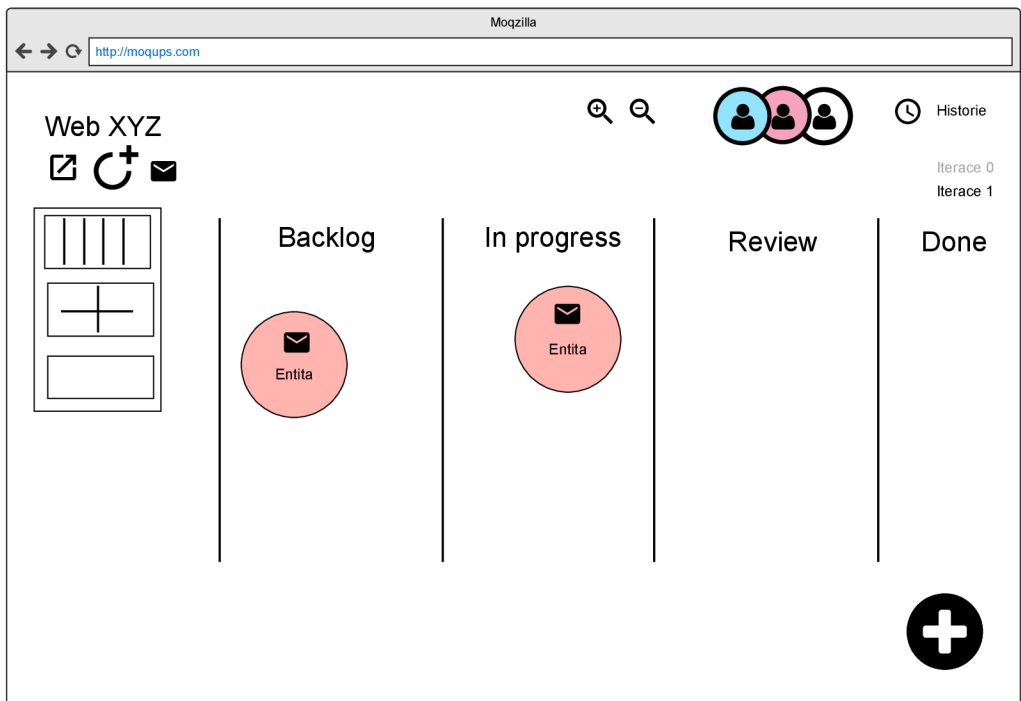 Moqzilla
http://moqups.com
Web XYZ
Historie
Iterace 0
Iterace 1
Backlog
In progress
Review
Done
Entita
Entita